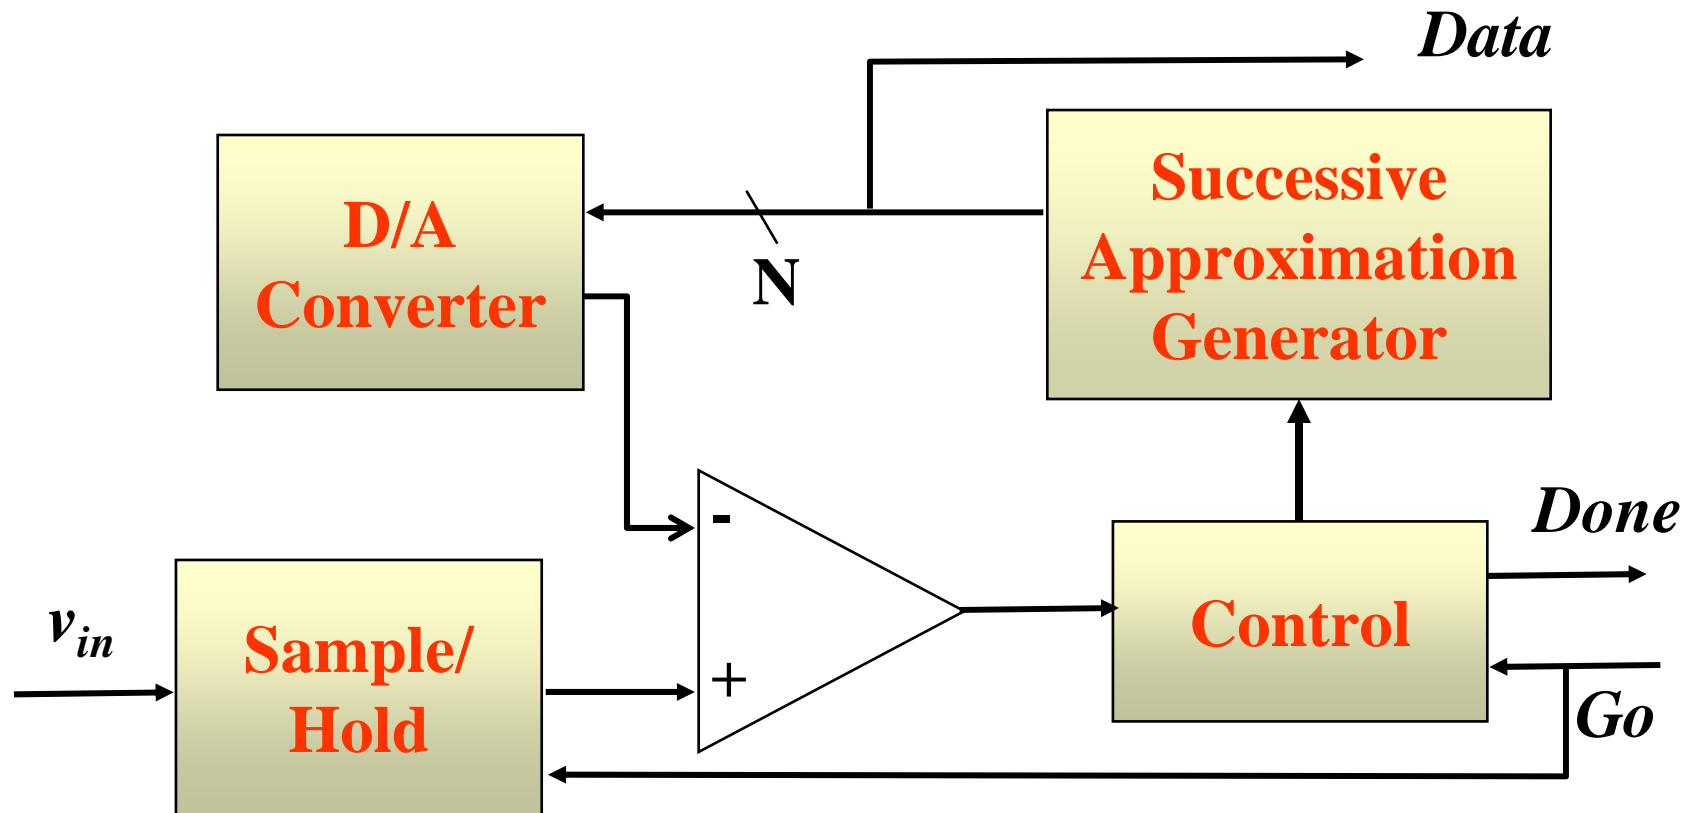 Data
D/A
Converter
N
Successive
Approximation
Generator
-
+
v_in
Sample/
Hold
Control
Done
Go